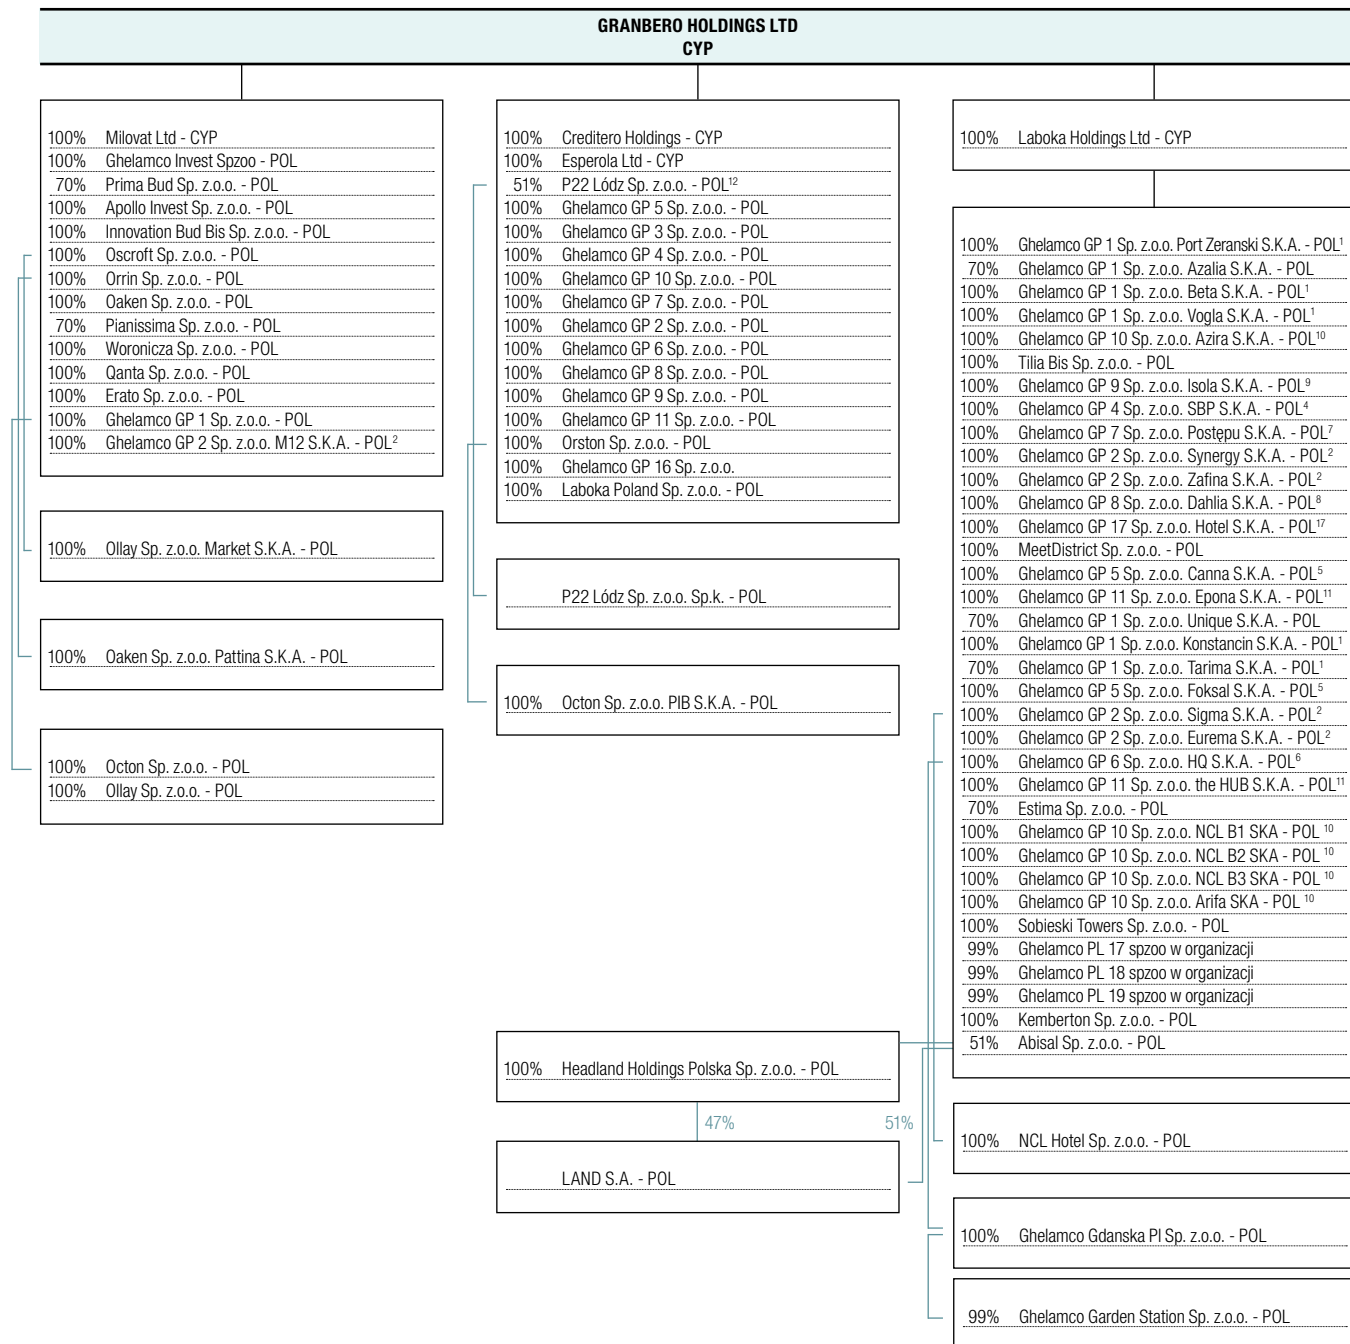 GRANBERO HOLDINGS LTD
CYP
100% Milovat Ltd - CYP
100% Ghelamco Invest Spzoo - POL
70% Prima Bud Sp. z.o.o. - POL
100% Apollo Invest Sp. z.o.o. - POL
100% Innovation Bud Bis Sp. z.o.o. - POL
100% Oscroft Sp. z.o.o. - POL
100% Orrin Sp. z.o.o. - POL
100% Oaken Sp. z.o.o. - POL
70% Pianissima Sp. z.o.o. - POL
100% Woronicza Sp. z.o.o. - POL
100% Qanta Sp. z.o.o. - POL
100% Erato Sp. z.o.o. - POL
100% Ghelamco GP 1 Sp. z.o.o. - POL
100% Ghelamco GP 2 Sp. z.o.o. M12 S.K.A. - POL²
100% Ollay Sp. z.o.o. Market S.K.A. - POL
100% Oaken Sp. z.o.o. Pattina S.K.A. - POL
100% Octon Sp. z.o.o. - POL
100% Ollay Sp. z.o.o. - POL
100% Creditero Holdings - CYP
100% Esperola Ltd - CYP
51% P22 Lódz Sp. z.o.o. - POL¹²
100% Ghelamco GP 5 Sp. z.o.o. - POL
100% Ghelamco GP 3 Sp. z.o.o. - POL
100% Ghelamco GP 4 Sp. z.o.o. - POL
100% Ghelamco GP 10 Sp. z.o.o. - POL
100% Ghelamco GP 7 Sp. z.o.o. - POL
100% Ghelamco GP 2 Sp. z.o.o. - POL
100% Ghelamco GP 6 Sp. z.o.o. - POL
100% Ghelamco GP 8 Sp. z.o.o. - POL
100% Ghelamco GP 9 Sp. z.o.o. - POL
100% Ghelamco GP 11 Sp. z.o.o. - POL
100% Orston Sp. z.o.o. - POL
100% Ghelamco GP 16 Sp. z.o.o.
100% Laboka Poland Sp. z.o.o. - POL
P22 Lódz Sp. z.o.o. Sp.k. - POL
100% Octon Sp. z.o.o. PIB S.K.A. - POL
100% Headland Holdings Polska Sp. z.o.o. - POL
47% 51%
LAND S.A. - POL
100% Laboka Holdings Ltd - CYP
100% Ghelamco GP 1 Sp. z.o.o. Port Zeranski S.K.A. - POL¹
70% Ghelamco GP 1 Sp. z.o.o. Azalia S.K.A. - POL
100% Ghelamco GP 1 Sp. z.o.o. Beta S.K.A. - POL¹
100% Ghelamco GP 1 Sp. z.o.o. Vogla S.K.A. - POL¹
100% Ghelamco GP 10 Sp. z.o.o. Azira S.K.A. - POL¹⁰
100% Tilia Bis Sp. z.o.o. - POL
100% Ghelamco GP 9 Sp. z.o.o. Isola S.K.A. - POL⁹
100% Ghelamco GP 4 Sp. z.o.o. SBP S.K.A. - POL⁴
100% Ghelamco GP 7 Sp. z.o.o. Postępu S.K.A. - POL⁷
100% Ghelamco GP 2 Sp. z.o.o. Synergy S.K.A. - POL²
100% Ghelamco GP 2 Sp. z.o.o. Zafina S.K.A. - POL²
100% Ghelamco GP 8 Sp. z.o.o. Dahlia S.K.A. - POL⁸
100% Ghelamco GP 17 Sp. z.o.o. Hotel S.K.A. - POL¹⁷
100% MeetDistrict Sp. z.o.o. - POL
100% Ghelamco GP 5 Sp. z.o.o. Canna S.K.A. - POL⁵
100% Ghelamco GP 11 Sp. z.o.o. Epona S.K.A. - POL¹¹
70% Ghelamco GP 1 Sp. z.o.o. Unique S.K.A. - POL
100% Ghelamco GP 1 Sp. z.o.o. Konstancin S.K.A. - POL¹
70% Ghelamco GP 1 Sp. z.o.o. Tarima S.K.A. - POL¹
100% Ghelamco GP 5 Sp. z.o.o. Foksal S.K.A. - POL⁵
100% Ghelamco GP 2 Sp. z.o.o. Sigma S.K.A. - POL²
100% Ghelamco GP 2 Sp. z.o.o. Eurema S.K.A. - POL²
100% Ghelamco GP 6 Sp. z.o.o. HQ S.K.A. - POL⁶
100% Ghelamco GP 11 Sp. z.o.o. the HUB S.K.A. - POL¹¹
70% Estima Sp. z.o.o. - POL
100% Ghelamco GP 10 Sp. z.o.o. NCL B1 SKA - POL ¹⁰
100% Ghelamco GP 10 Sp. z.o.o. NCL B2 SKA - POL ¹⁰
100% Ghelamco GP 10 Sp. z.o.o. NCL B3 SKA - POL ¹⁰
100% Ghelamco GP 10 Sp. z.o.o. Arifa SKA - POL ¹⁰
100% Sobieski Towers Sp. z.o.o. - POL
99% Ghelamco PL 17 spzoo w organizacji
99% Ghelamco PL 18 spzoo w organizacji
99% Ghelamco PL 19 spzoo w organizacji
100% Kemberton Sp. z.o.o. - POL
51% Abisal Sp. z.o.o. - POL
100% NCL Hotel Sp. z.o.o. - POL
100% Ghelamco Gdanska PI Sp. z.o.o. - POL
99% Ghelamco Garden Station Sp. z.o.o. - POL